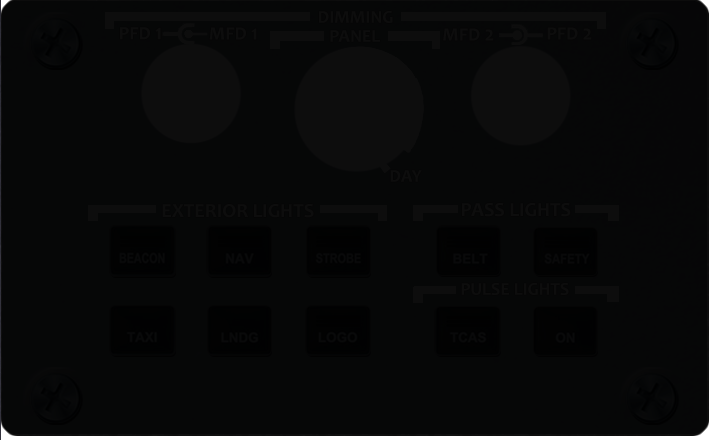 DIMMING
PFD 1 MFD 1 PANEL MFD 2 PFD 2
DAY
EXTERIOR LIGHTS PASS LIGHTS
BEACON NAV STROBE BELT SAFETY
PULSE LIGHTS
TAXI LNDG LOGO TCAS ON